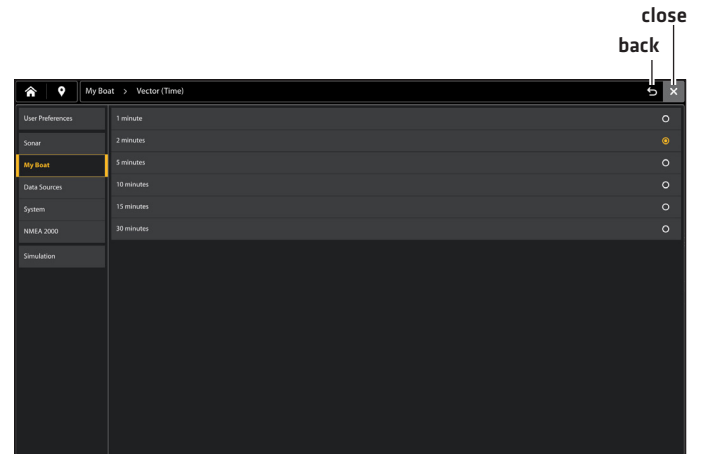 close
back
My Boat > Vector (Time)
User Preferences
Sonar
My Boat
Data Sources
System
NMEA 2000
Simulation
1 minute
2 minutes
5 minutes
10 minutes
15 minutes
30 minutes